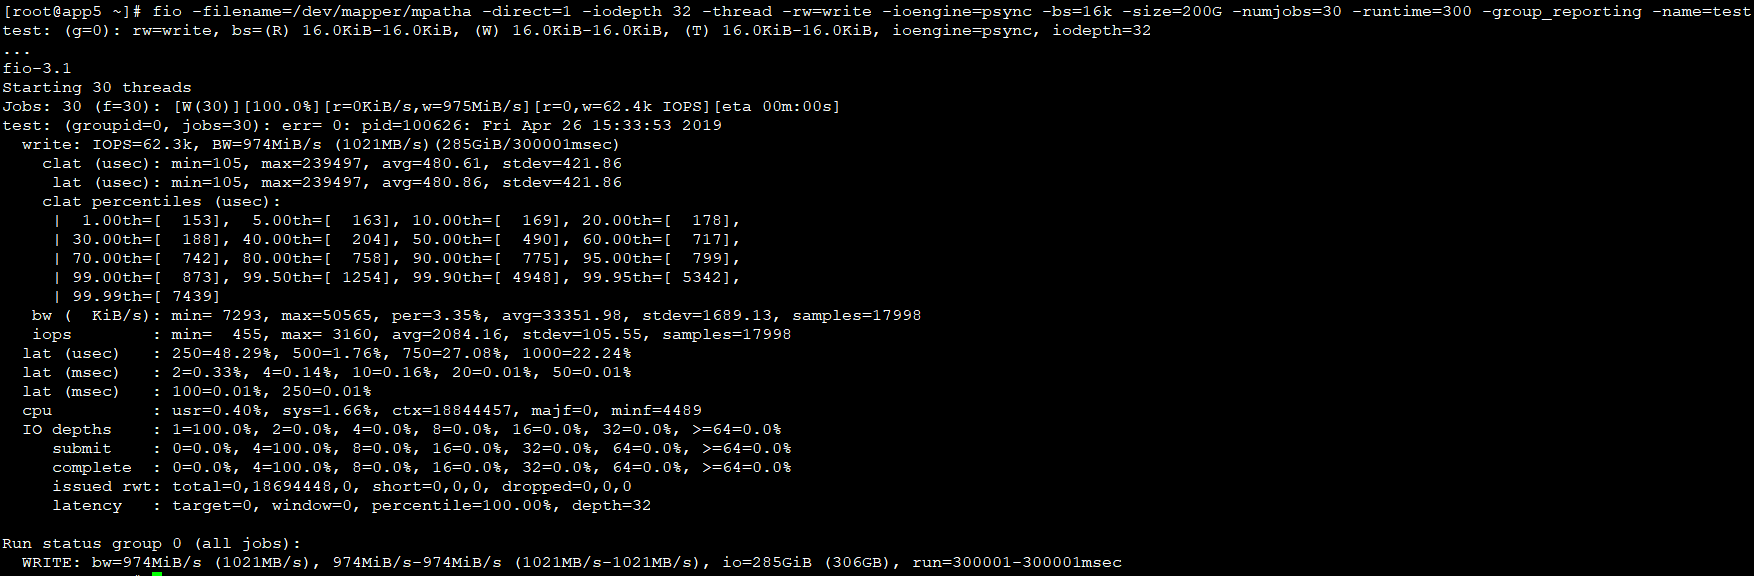 [root@app5 ~]# fio -filename=/dev/mapper/mpatha -direct=1 -iodepth 32 -thread -rw=write -ioengine=psync -bs=16k -size=200G -numjobs=30 -runtime=300 -group_reporting -name=test
test: (g=0): rw=write, bs=(R) 16.0KiB-16.0KiB, (W) 16.0KiB-16.0KiB, (T) 16.0KiB-16.0KiB, ioengine=psync, iodepth=32
...
fio-3.1
Starting 30 threads
Jobs: 30 (f=30): [W(30)][100.0%][r=0KiB/s,w=975MiB/s][r=0,w=62.4k IOPS][eta 00m:00s]
test: (groupid=0, jobs=30): err= 0: pid=100626: Fri Apr 26 15:33:53 2019
  write: IOPS=62.3k, BW=974MiB/s (1021MB/s)(285GiB/300001msec)
    clat (usec): min=105, max=239497, avg=480.61, stdev=421.86
     lat (usec): min=105, max=239497, avg=480.86, stdev=421.86
    clat percentiles (usec):
     |  1.00th=[  153],  5.00th=[  163], 10.00th=[  169], 20.00th=[  178],
     | 30.00th=[  188], 40.00th=[  204], 50.00th=[  490], 60.00th=[  717],
     | 70.00th=[  742], 80.00th=[  758], 90.00th=[  775], 95.00th=[  799],
     | 99.00th=[  873], 99.50th=[ 1254], 99.90th=[ 4948], 99.95th=[ 5342],
     | 99.99th=[ 7439]
   bw (  KiB/s): min= 7293, max=50565, per=3.35%, avg=33351.98, stdev=1689.13, samples=17998
   iops        : min=  455, max= 3160, avg=2084.16, stdev=105.55, samples=17998
  lat (usec)   : 250=48.29%, 500=1.76%, 750=27.08%, 1000=22.24%
  lat (msec)   : 2=0.33%, 4=0.14%, 10=0.16%, 20=0.01%, 50=0.01%
  lat (msec)   : 100=0.01%, 250=0.01%
  cpu          : usr=0.40%, sys=1.66%, ctx=18844457, majf=0, minf=4489
  IO depths    : 1=100.0%, 2=0.0%, 4=0.0%, 8=0.0%, 16=0.0%, 32=0.0%, >=64=0.0%
     submit    : 0=0.0%, 4=100.0%, 8=0.0%, 16=0.0%, 32=0.0%, 64=0.0%, >=64=0.0%
     complete  : 0=0.0%, 4=100.0%, 8=0.0%, 16=0.0%, 32=0.0%, 64=0.0%, >=64=0.0%
     issued rwt: total=0,18694448,0, short=0,0,0, dropped=0,0,0
     latency   : target=0, window=0, percentile=100.00%, depth=32
Run status group 0 (all jobs):
  WRITE: bw=974MiB/s (1021MB/s), 974MiB/s-974MiB/s (1021MB/s-1021MB/s), io=285GiB (306GB), run=300001-300001msec